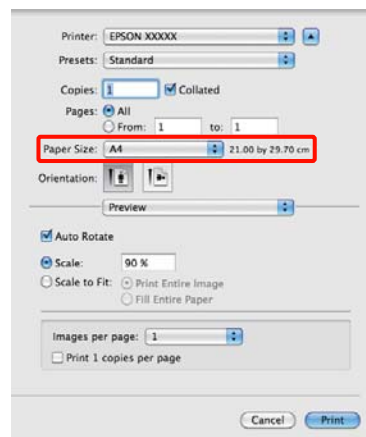 Printer: EPSON XXXXX
Presets: Standard
Copies: 1 Collated
Pages: All
From: 1 to: 1
Paper Size: A4 21.00 by 29.70 cm
Orientation:
Preview
Auto Rotate
Scale: 90 %
Scale to Fit: Print Entire Image
Fill Entire Paper
Images per page: 1
Print 1 copies per page
Cancel Print